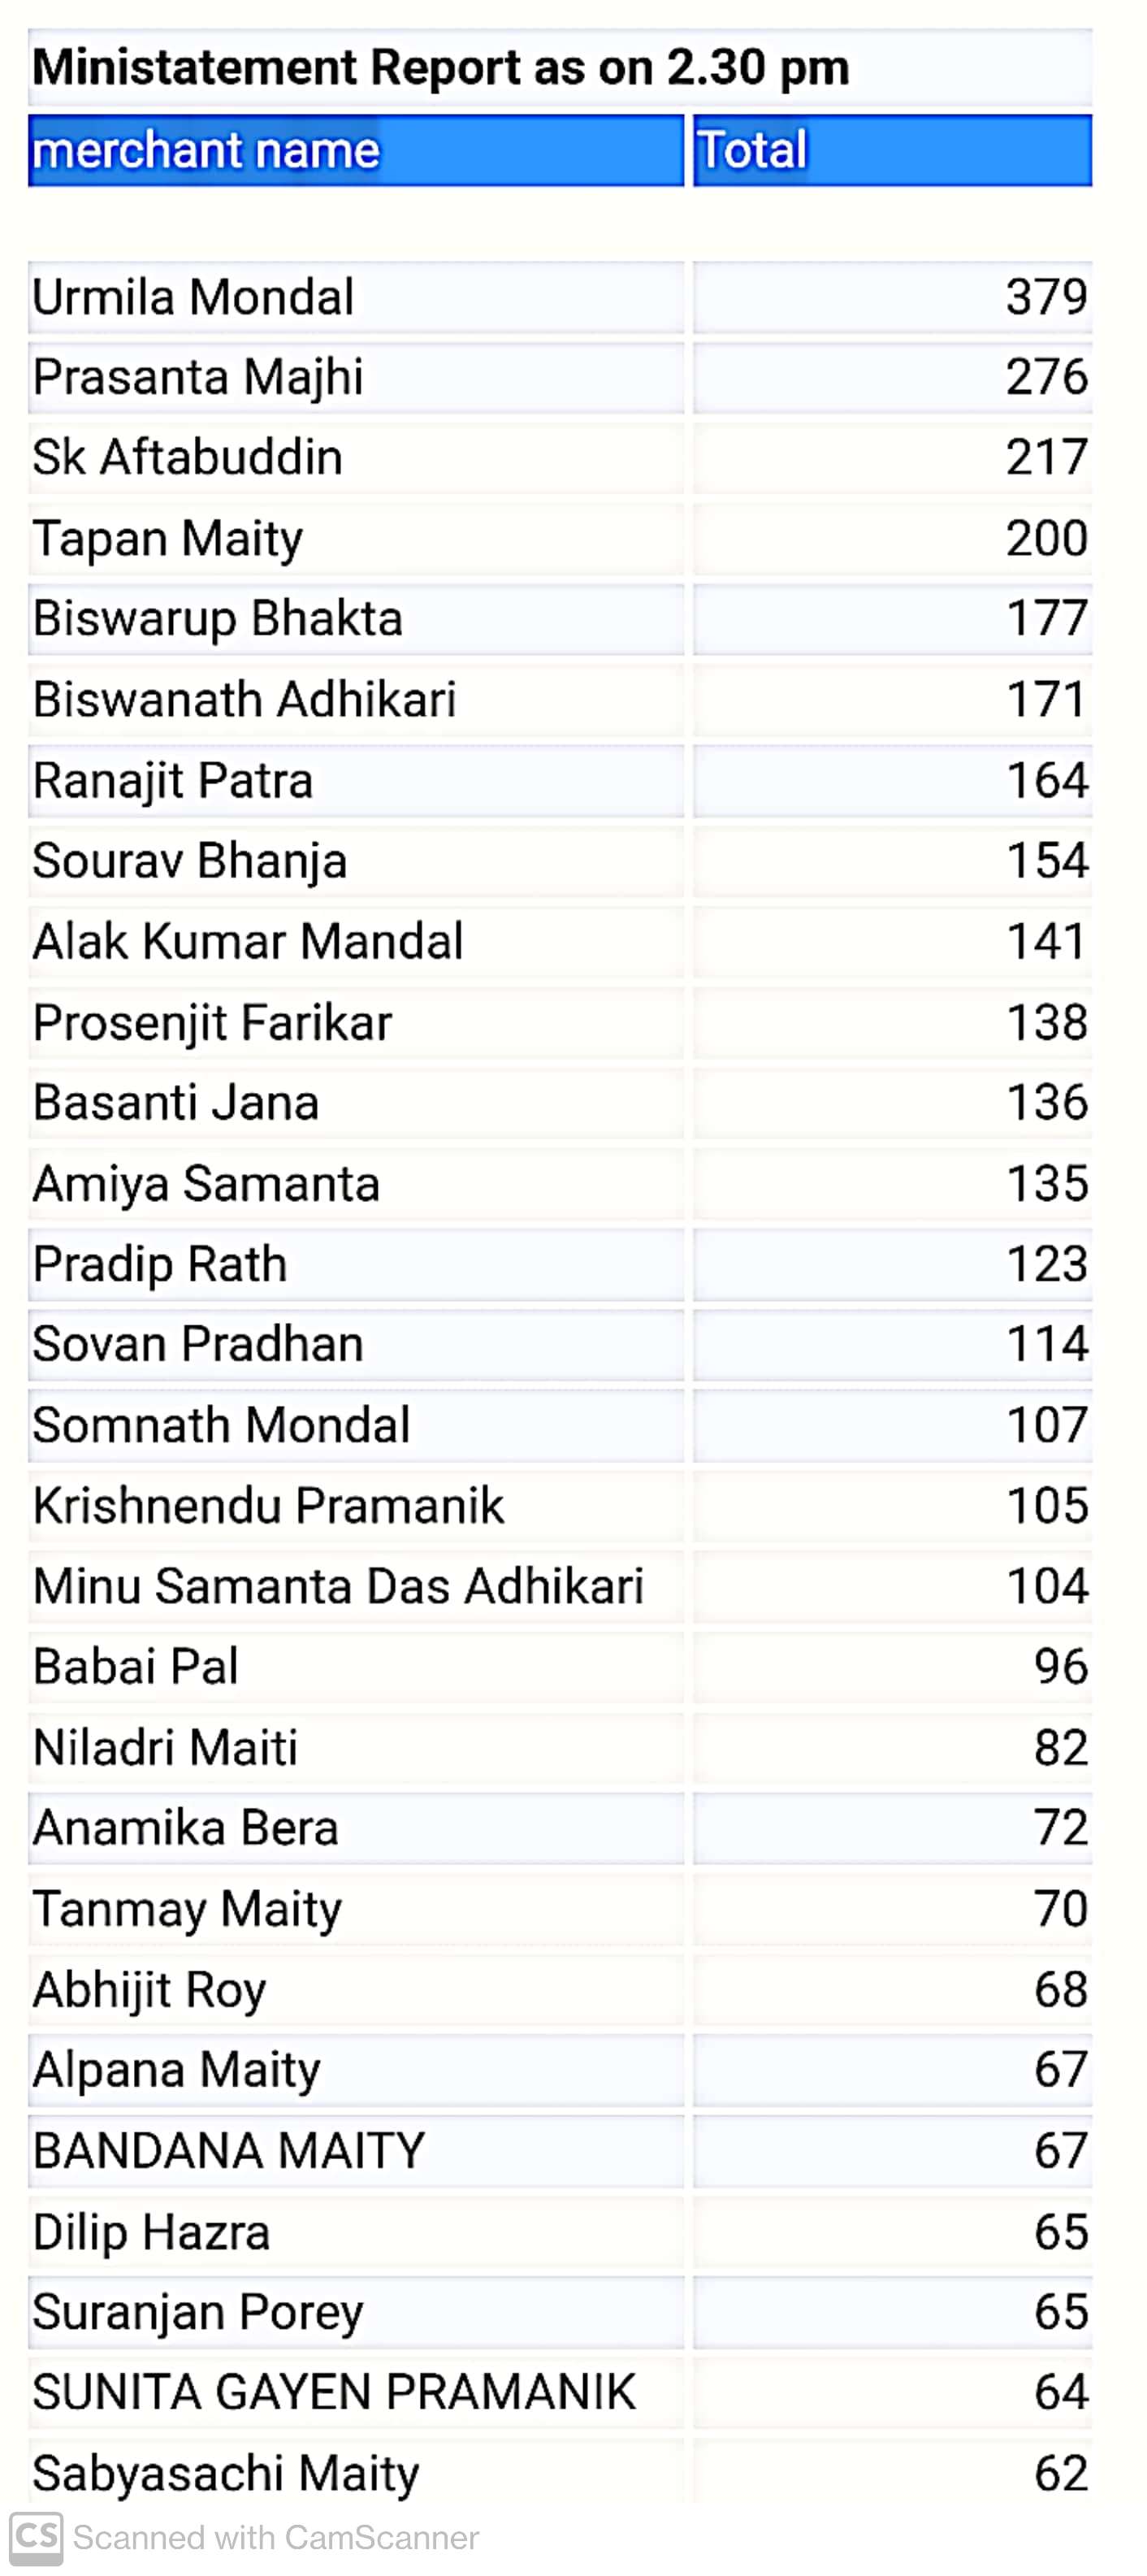 Ministatement Report as on 2.30 pm
merchant name Total
Urmila Mondal 379
Prasanta Majhi 276
Sk Aftabuddin 217
Tapan Maity 200
Biswarup Bhakta 177
Biswanath Adhikari 171
Ranajit Patra 164
Sourav Bhanja 154
Alak Kumar Mandal 141
Prosenjit Farikar 138
Basanti Jana 136
Amiya Samanta 135
Pradip Rath 123
Sovan Pradhan 114
Somnath Mondal 107
Krishnendu Pramanik 105
Minu Samanta Das Adhikari 104
Babai Pal 96
Niladri Maiti 82
Anamika Bera 72
Tanmay Maity 70
Abhijit Roy 68
Alpana Maity 67
BANDANA MAITY 67
Dilip Hazra 65
Suranjan Porey 65
SUNITA GAYEN PRAMANIK 64
Sabyasachi Maity 62
CS Scanned with CamScanner